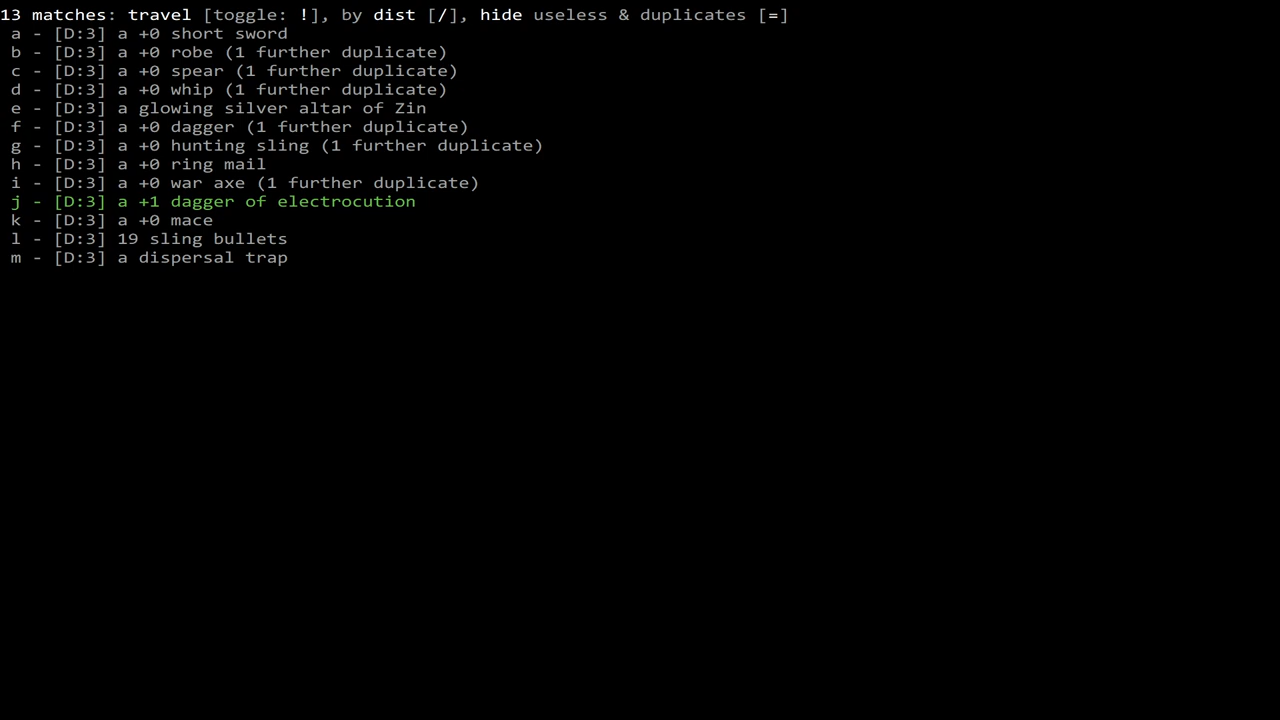 13 matches: travel [toggle: !], by dist [/], hide useless & duplicates [=]
a - [D:3] a +0 short sword
b - [D:3] a +0 robe (1 further duplicate)
c - [D:3] a +0 spear (1 further duplicate)
d - [D:3] a +0 whip (1 further duplicate)
e - [D:3] a glowing silver altar of Zin
f - [D:3] a +0 dagger (1 further duplicate)
g - [D:3] a +0 hunting sling (1 further duplicate)
h - [D:3] a +0 ring mail
i - [D:3] a +0 war axe (1 further duplicate)
j - [D:3] a +1 dagger of electrocution
k - [D:3] a +0 mace
l - [D:3] 19 sling bullets
m - [D:3] a dispersal trap